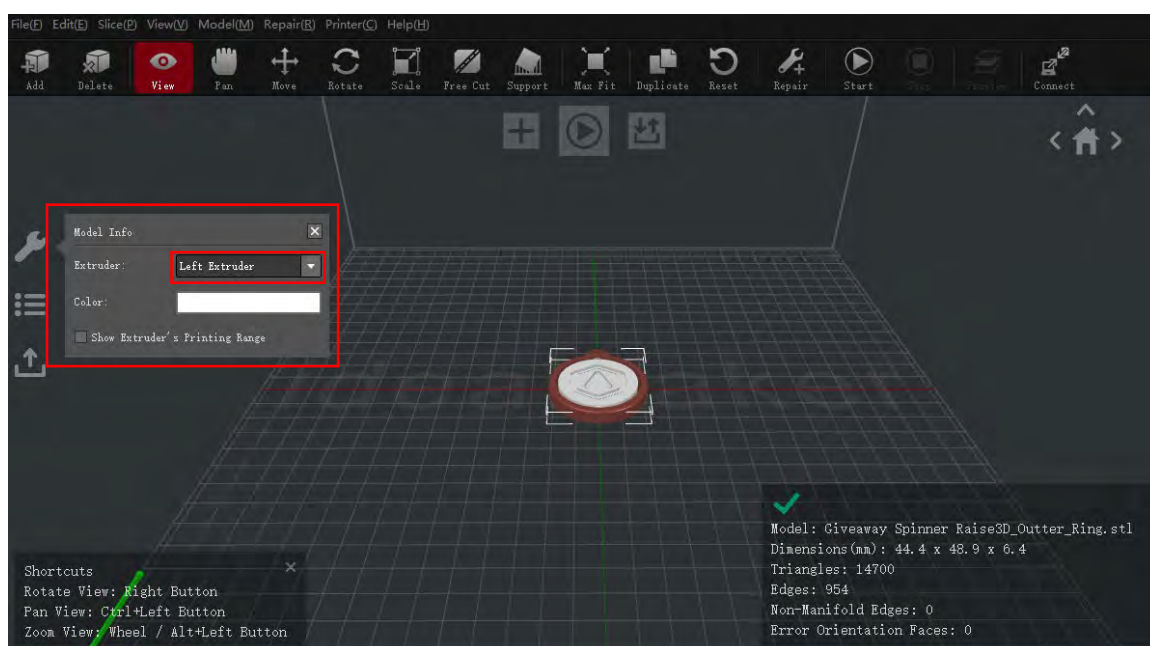 File(F) Edit(E) Slice(P) View(V) Model(M) Repair(R) Printer(C) Help(H)
Add Delete View Pan Move Rotate Scale Free Cut Support Max Fit Duplicate Reset Repair Start Connect
Model Info
Extruder: Left Extruder
Color:
Show Extruder's Printing Range
Model: Giveaway Spinner Raise3D_Outter_Ring.stl
Dimensions(mm): 44.4 x 48.9 x 6.4
Triangles: 14700
Edges: 954
Non-Manifold Edges: 0
Error Orientation Faces: 0
Shortcuts
Rotate View: Right Button
Pan View: Ctrl+Left Button
Zoom View: Wheel / Alt+Left Button